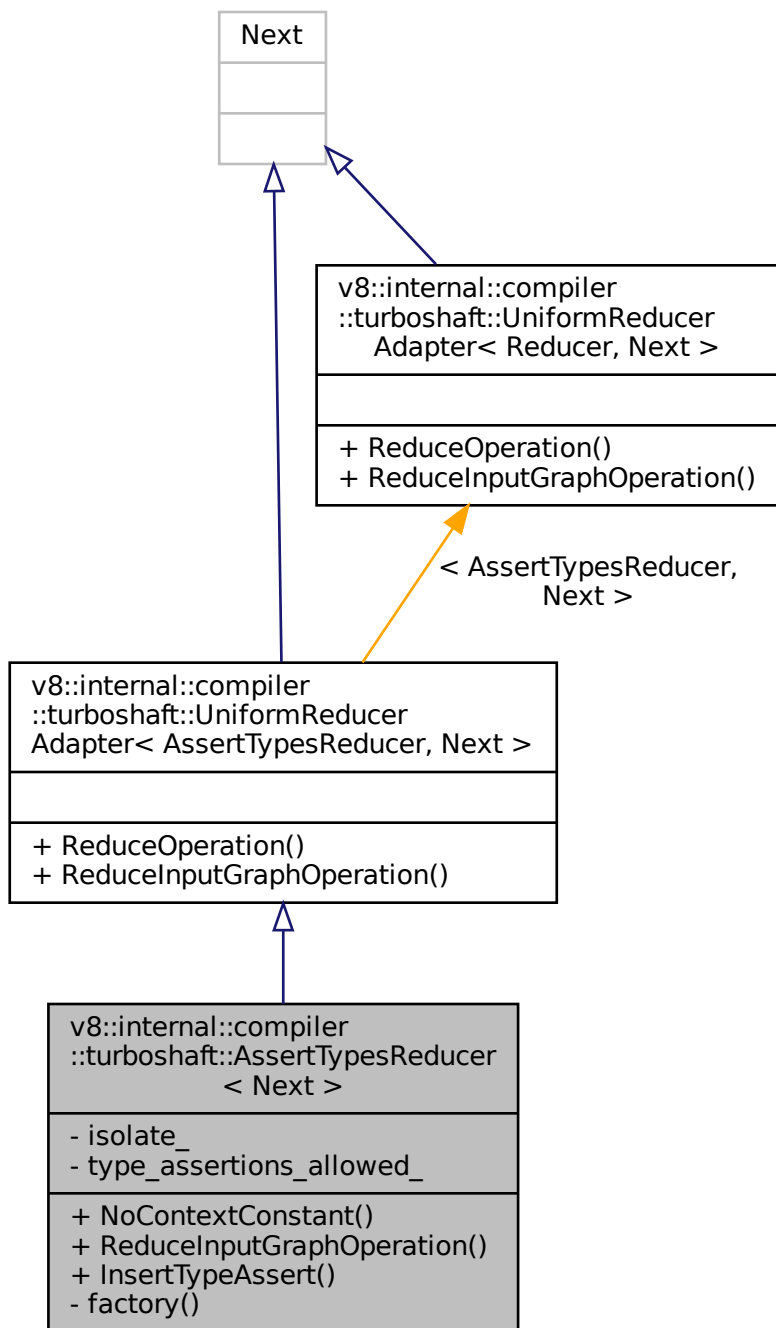 Next
v8::internal::compiler
::turboshaft::UniformReducer
Adapter< Reducer, Next >
+ ReduceOperation()
+ ReduceInputGraphOperation()
< AssertTypesReducer,
Next >
v8::internal::compiler
::turboshaft::UniformReducer
Adapter< AssertTypesReducer, Next >
+ ReduceOperation()
+ ReduceInputGraphOperation()
v8::internal::compiler
::turboshaft::AssertTypesReducer
< Next >
- isolate_
- type_assertions_allowed_
+ NoContextConstant()
+ ReduceInputGraphOperation()
+ InsertTypeAssert()
- factory()